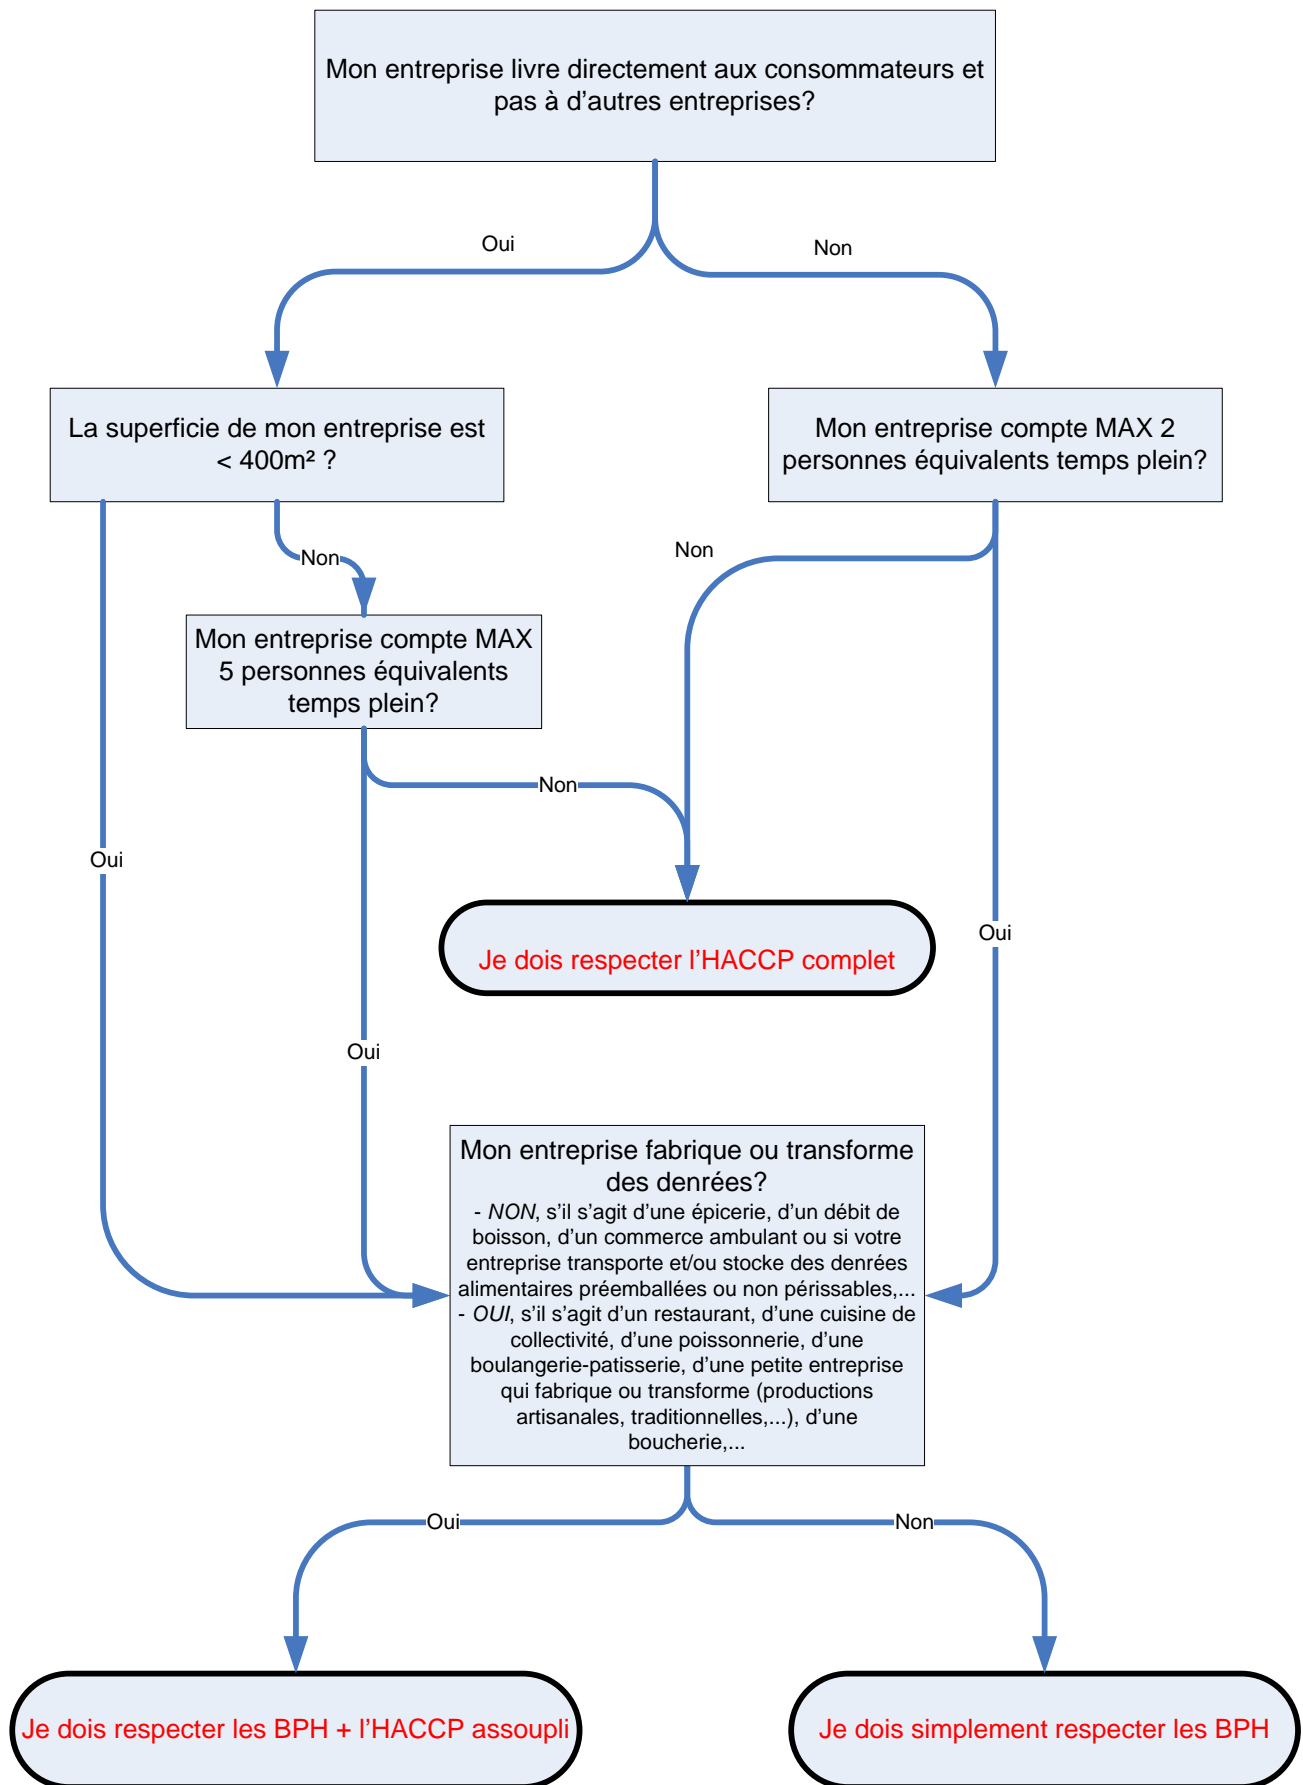 Mon entreprise livre directement aux consommateurs et
pas à d’autres entreprises?
Oui
Non
La superficie de mon entreprise est
< 400m² ?
Mon entreprise compte MAX 2
personnes équivalents temps plein?
Non
Non
Mon entreprise compte MAX
5 personnes équivalents
temps plein?
Non
Oui
Je dois respecter l’HACCP complet
Oui
Oui
Mon entreprise fabrique ou transforme
des denrées?
- NON, s’il s’agit d’une épicerie, d’un débit de
boisson, d’un commerce ambulant ou si votre
entreprise transporte et/ou stocke des denrées
alimentaires préemballées ou non périssables,...
- OUI, s’il s’agit d’un restaurant, d’une cuisine de
collectivité, d’une poissonnerie, d’une
boulangerie-patisserie, d’une petite entreprise
qui fabrique ou transforme (productions
artisanales, traditionnelles,...), d’une
boucherie,...
Oui
Non
Je dois respecter les BPH + l’HACCP assoupli
Je dois simplement respecter les BPH